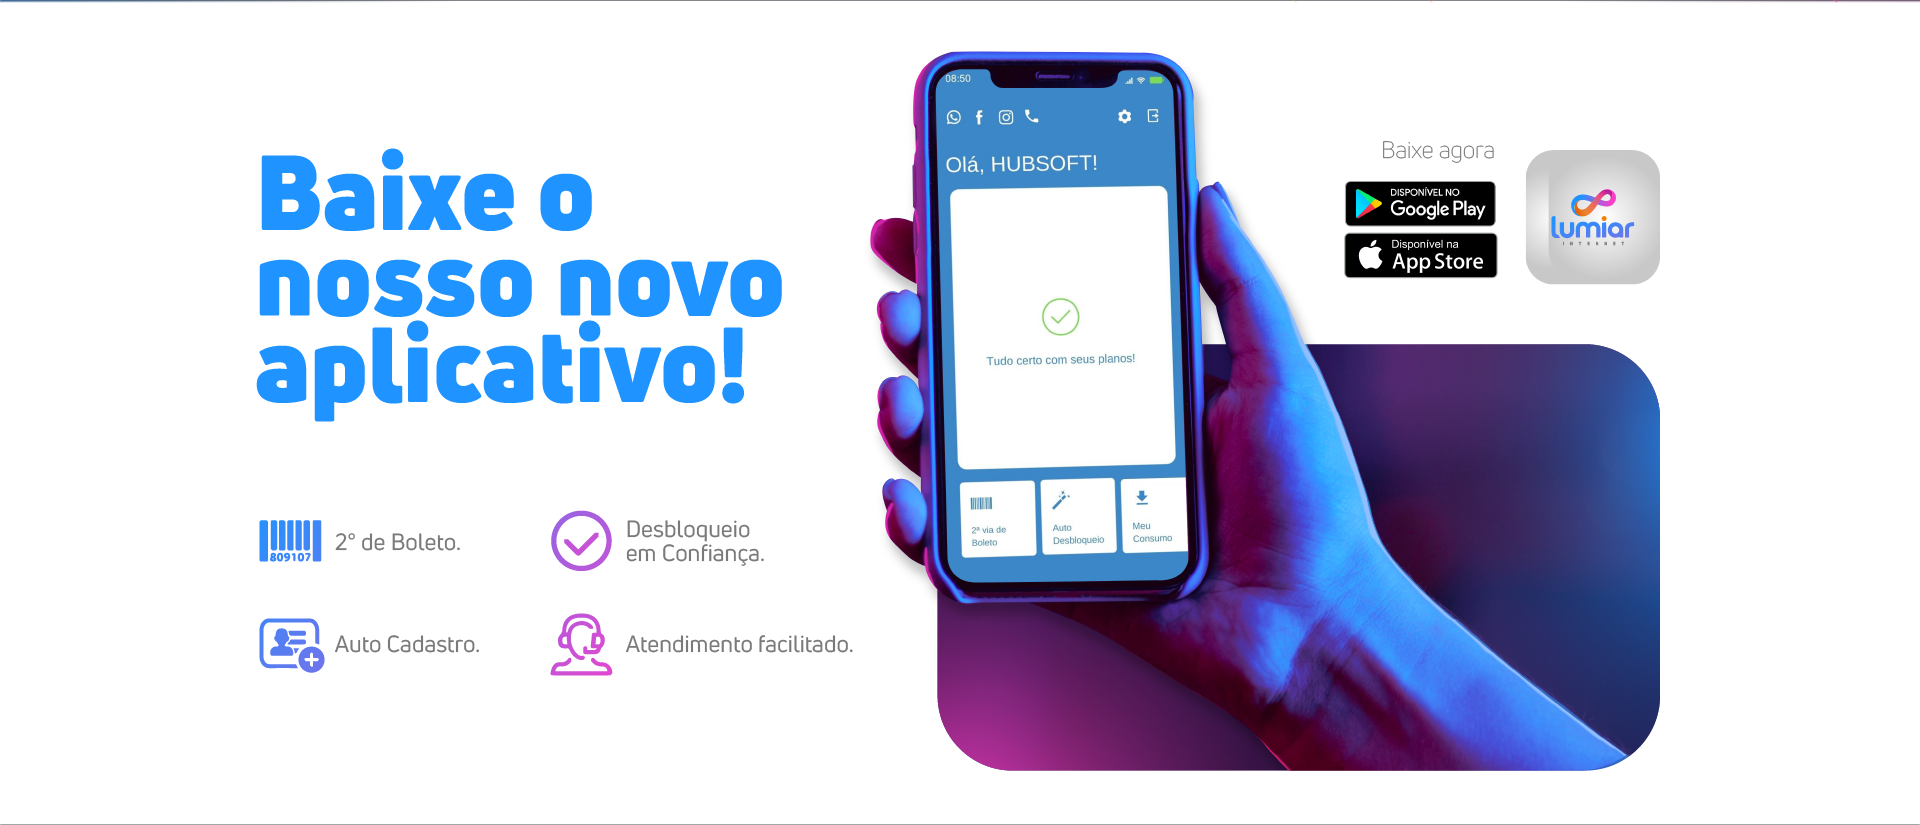 Baixe o
nosso novo
aplicativo!
809107
2° de Boleto.
Desbloqueio
em Confiança.
Auto Cadastro.
Atendimento facilitado.
08:50
Olá, HUBSOFT!
Tudo certo com seus planos!
2ª via de
Boleto
Auto
Desbloqueio
Meu
Consumo
Baixe agora
DISPONÍVEL NO
Google Play
Disponível na
App Store
lumiar
INTERNET